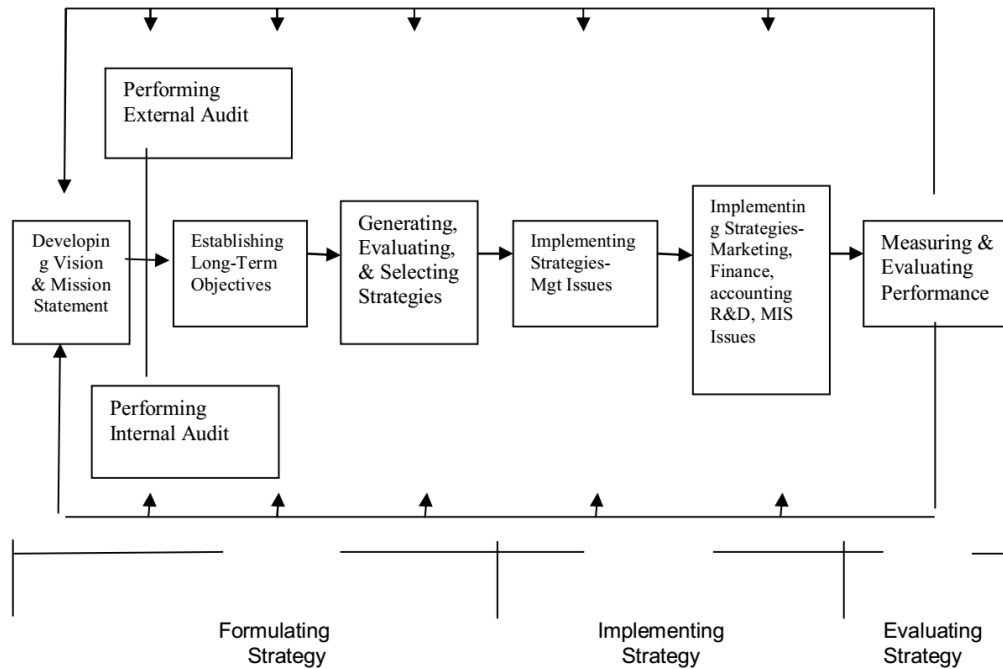 Performing
External Audit
Developin
g Vision
& Mission
Statement
Establishing
Long-Term
Objectives
Generating,
Evaluating,
& Selecting
Strategies
Implementing
Strategies-
Mgt Issues
Implementin
g Strategies-
Marketing,
Finance,
accounting
R&D, MIS
Issues
Measuring &
Evaluating
Performance
Performing
Internal Audit
Formulating
Strategy
Implementing
Strategy
Evaluating
Strategy